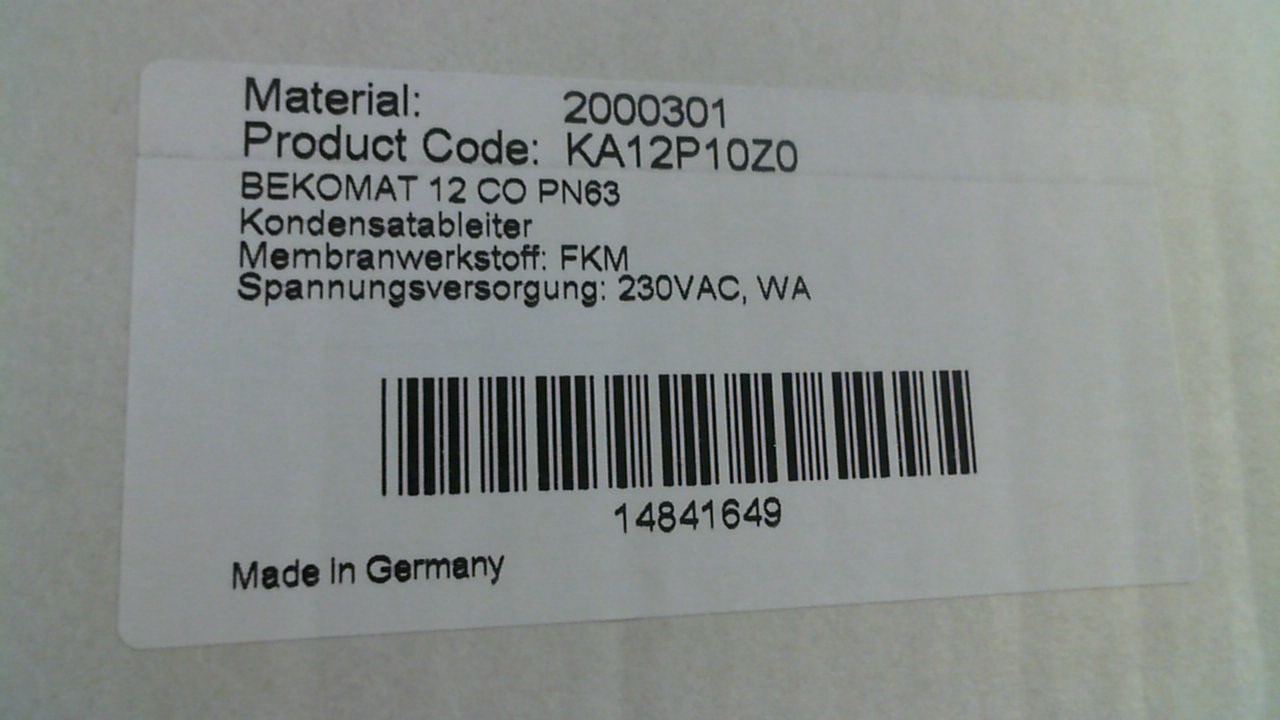 Material: 2000301
Product Code: KA12P10Z0
BEKOMAT 12 CO PN63
Kondensatableiter
Membranwerkstoff: FKM
Spannungsversorgung: 230VAC, WA
14841649
Made in Germany